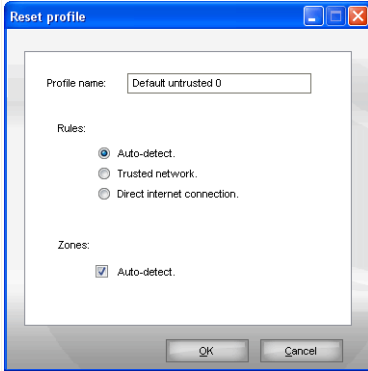 Reset profile
Profile name: Default untrusted 0
Rules:
Auto-detect.
Trusted network.
Direct internet connection.
Zones:
Auto-detect.
OK Cancel